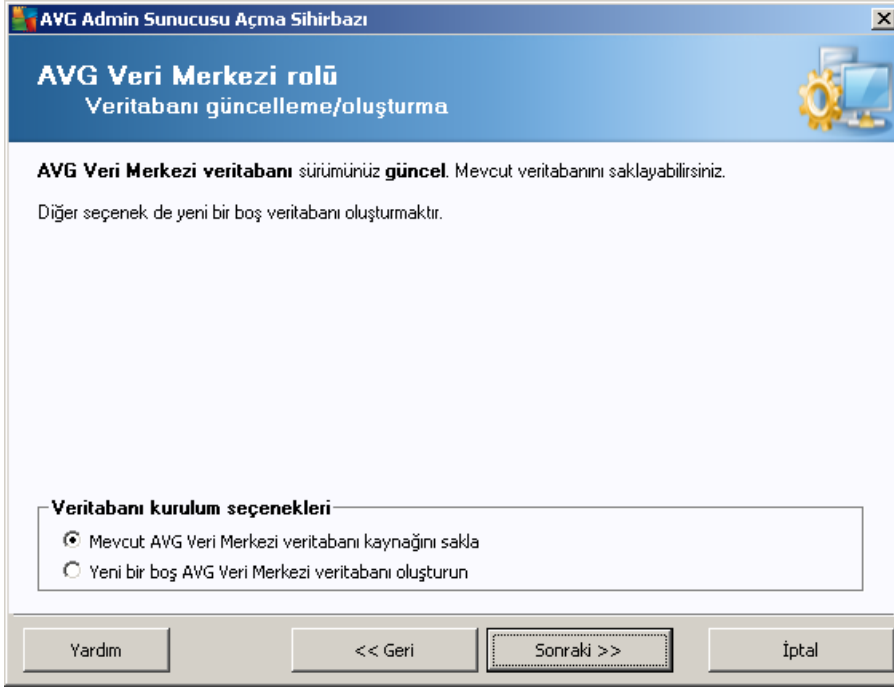 AVG Admin Sunucusu Açma Sihirbazı
AVG Veri Merkezi rolü
Veritabanı güncelleme/oluşturma
AVG Veri Merkezi veritabanı sürümünüz güncel. Mevcut veritabanını saklayabilirsiniz.
Diğer seçenek de yeni bir boş veritabanı oluşturmaktır.
Veritabanı kurulum seçenekleri
Mevcut AVG Veri Merkezi veritabanı kaynağını sakla
Yeni bir boş AVG Veri Merkezi veritabanı oluşturun
Yardım << Geri Sonraki >> İptal